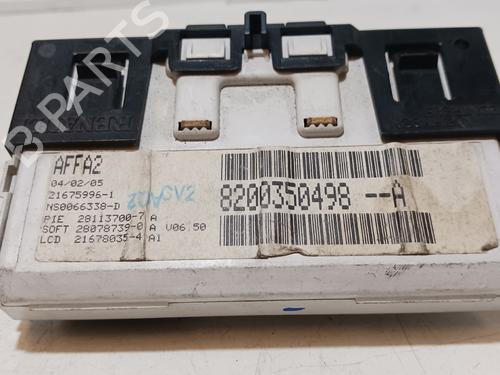 B-PARTS
AFFA2
04/02/05
21675996-1
NS0066338-D
PIE 28113700-7 A
SOFT 28078739-0 A V06.50
LCD 21678035-4 A1
8200350498 --A